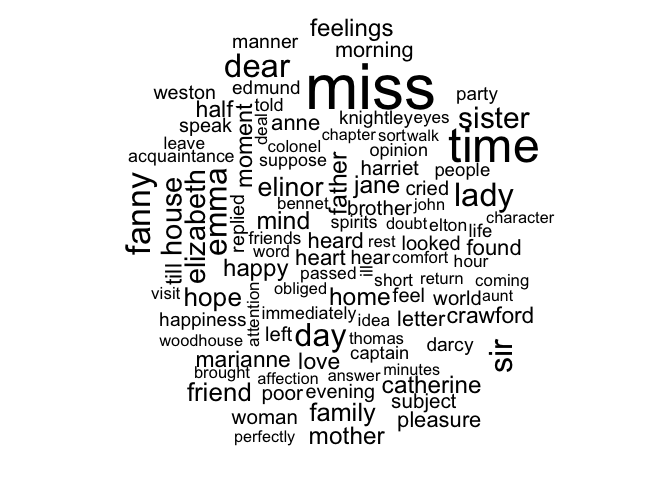 feelings
manner
morning
dear
miss
weston
edmund
party
half
told
speak
deal
anne
knightley
eyes
sister
chapter
sort
walk
time
leave
colonel
opinion
acquaintance
moment
suppose
harriet
people
fanny
house
elizabeth
emma
elinor
father
jane
cried
lady
replied
bennet
brother
john
character
mind
spirits
doubt
elton
life
friends
heard
rest
looked
found
till
word
heart
hear
comfort
hour
happy
passed
ill
short
return
coming
visit
hope
attention
obliged
home
feel
world
aunt
happiness
immediately
idea
letter
crawford
woodhouse
left
day
thomas
captain
darcy
sir
marianne
love
brought
affection
answer
minutes
friend
poor
evening
catherine
subject
woman
family
pleasure
perfectly
mother